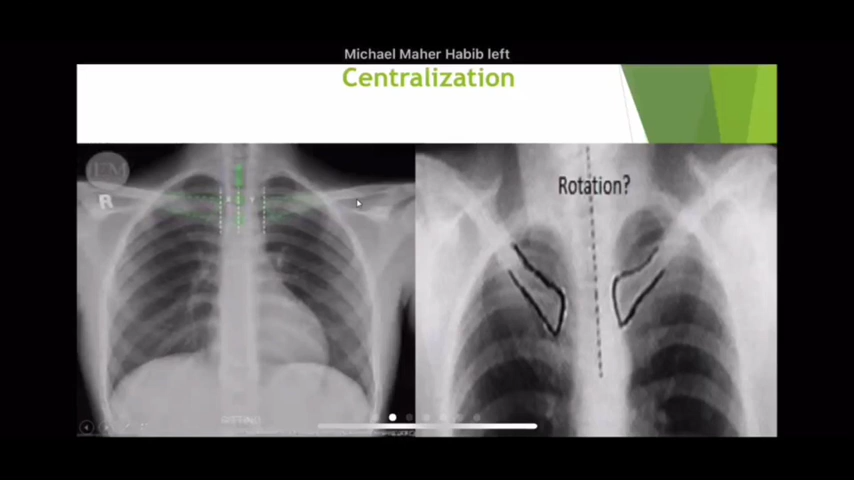 Michael Maher Habib left
Centralization
R
Rotation?